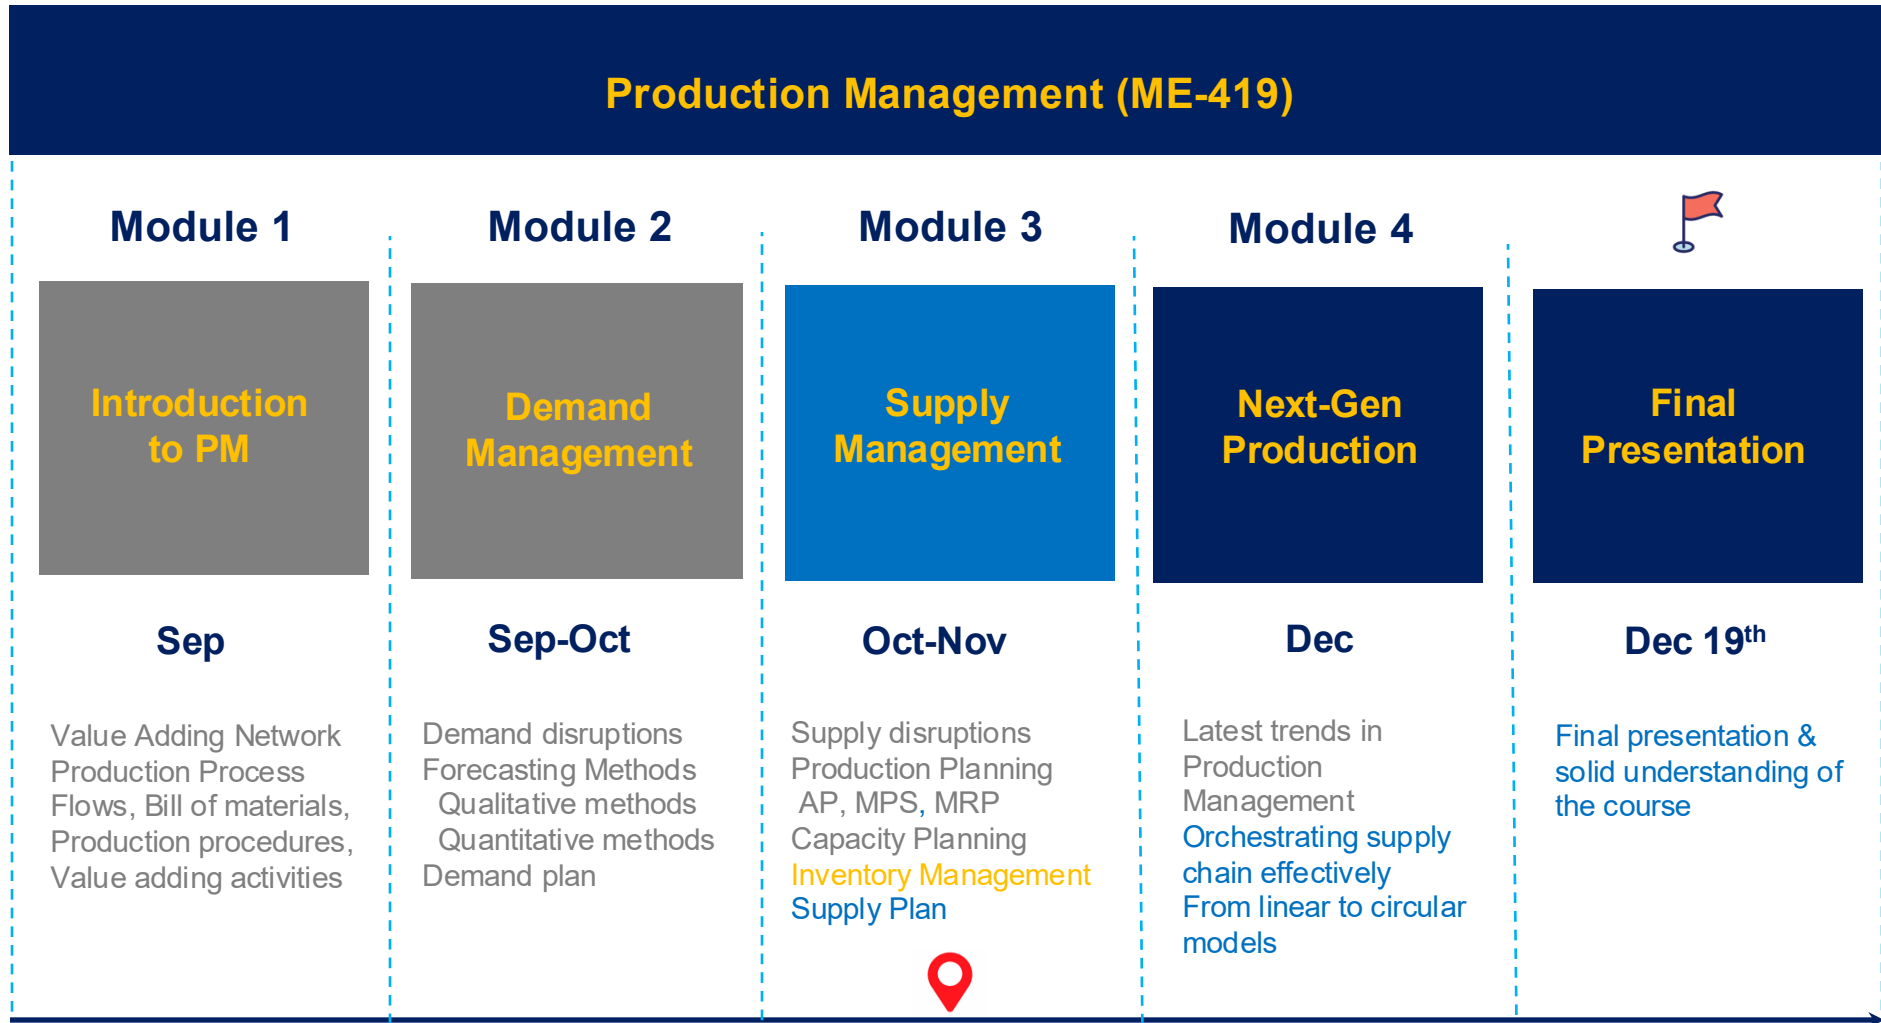 Production Management (ME-419)
Module 1
Introduction
to PM
Sep
Value Adding Network
Production Process
Flows, Bill of materials,
Production procedures,
Value adding activities
Module 2
Demand
Management
Sep-Oct
Demand disruptions
Forecasting Methods
Qualitative methods
Quantitative methods
Demand plan
Module 3
Supply
Management
Oct-Nov
Supply disruptions
Production Planning
AP, MPS, MRP
Capacity Planning
Inventory Management
Supply Plan
Module 4
Next-Gen
Production
Dec
Latest trends in
Production
Management
Orchestrating supply
chain effectively
From linear to circular
models
Final
Presentation
Dec 19th
Final presentation &
solid understanding of
the course